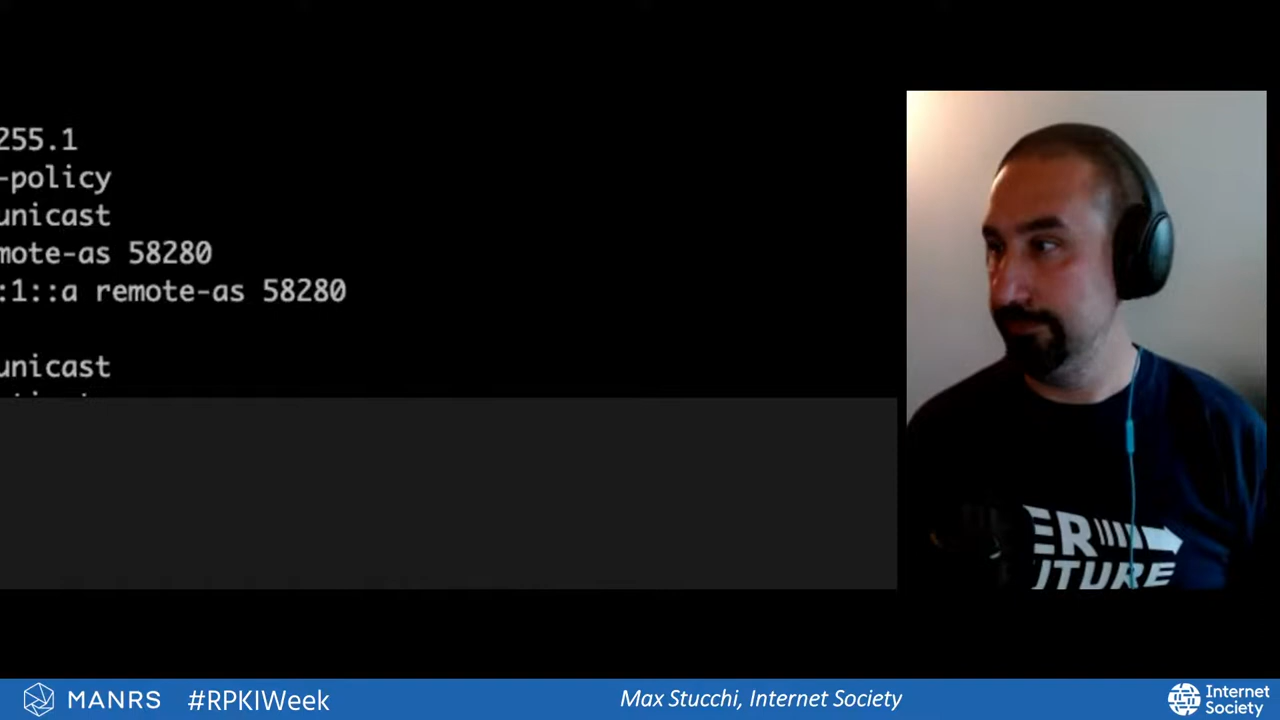 255.1
-policy
unicast
mote-as 58280
:1::a remote-as 58280
unicast
ER
UTURE
MANRS #RPKIWeek
Max Stucchi, Internet Society
Internet
Society